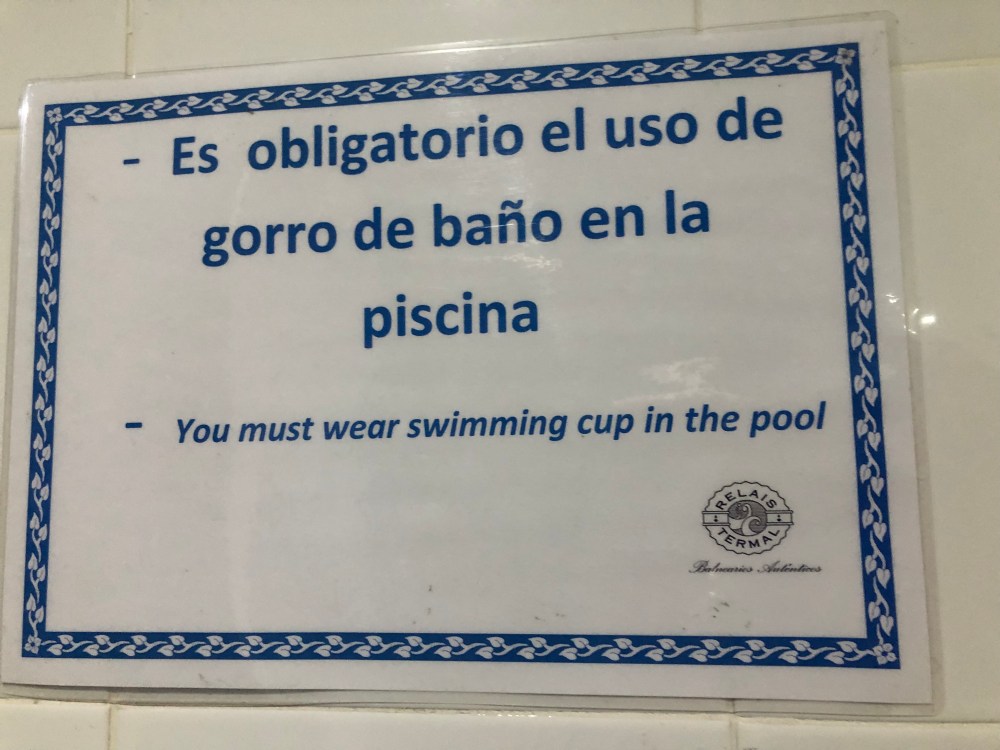 - Es obligatorio el uso de
gorro de baño en la
piscina
- You must wear swimming cup in the pool
RELAIS
TERMAL
Balnearios Auténticos